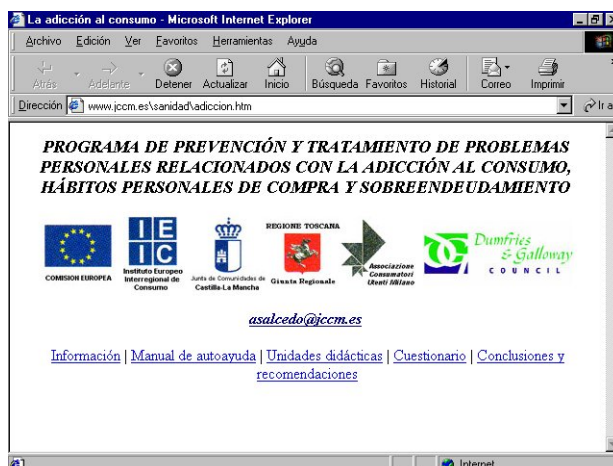 La adicción al consumo - Microsoft Internet Explorer
Archivo Edición Ver Favoritos Herramientas Ayuda
Atrás Adelante Detener Actualizar Inicio Búsqueda Favoritos Historial Correo Imprimir
Dirección www.jccm.es\sanidad\adiccion.htm Ir a
PROGRAMA DE PREVENCIÓN Y TRATAMIENTO DE PROBLEMAS
PERSONALES RELACIONADOS CON LA ADICCIÓN AL CONSUMO,
HÁBITOS PERSONALES DE COMPRA Y SOBREENDEUDAMIENTO
COMISION EUROPEA
IE
IC
Instituto Europeo
Interregional de
Consumo
Junta de Comunidades de
Castilla-La Mancha
REGIONE TOSCANA
Giunta Regionale
Associazione
Consumatori
Utenti Milano
Dumfries
& Galloway
COUNCIL
asalcedo@jccm.es
Información | Manual de autoayuda | Unidades didácticas | Cuestionario | Conclusiones y
recomendaciones
Internet